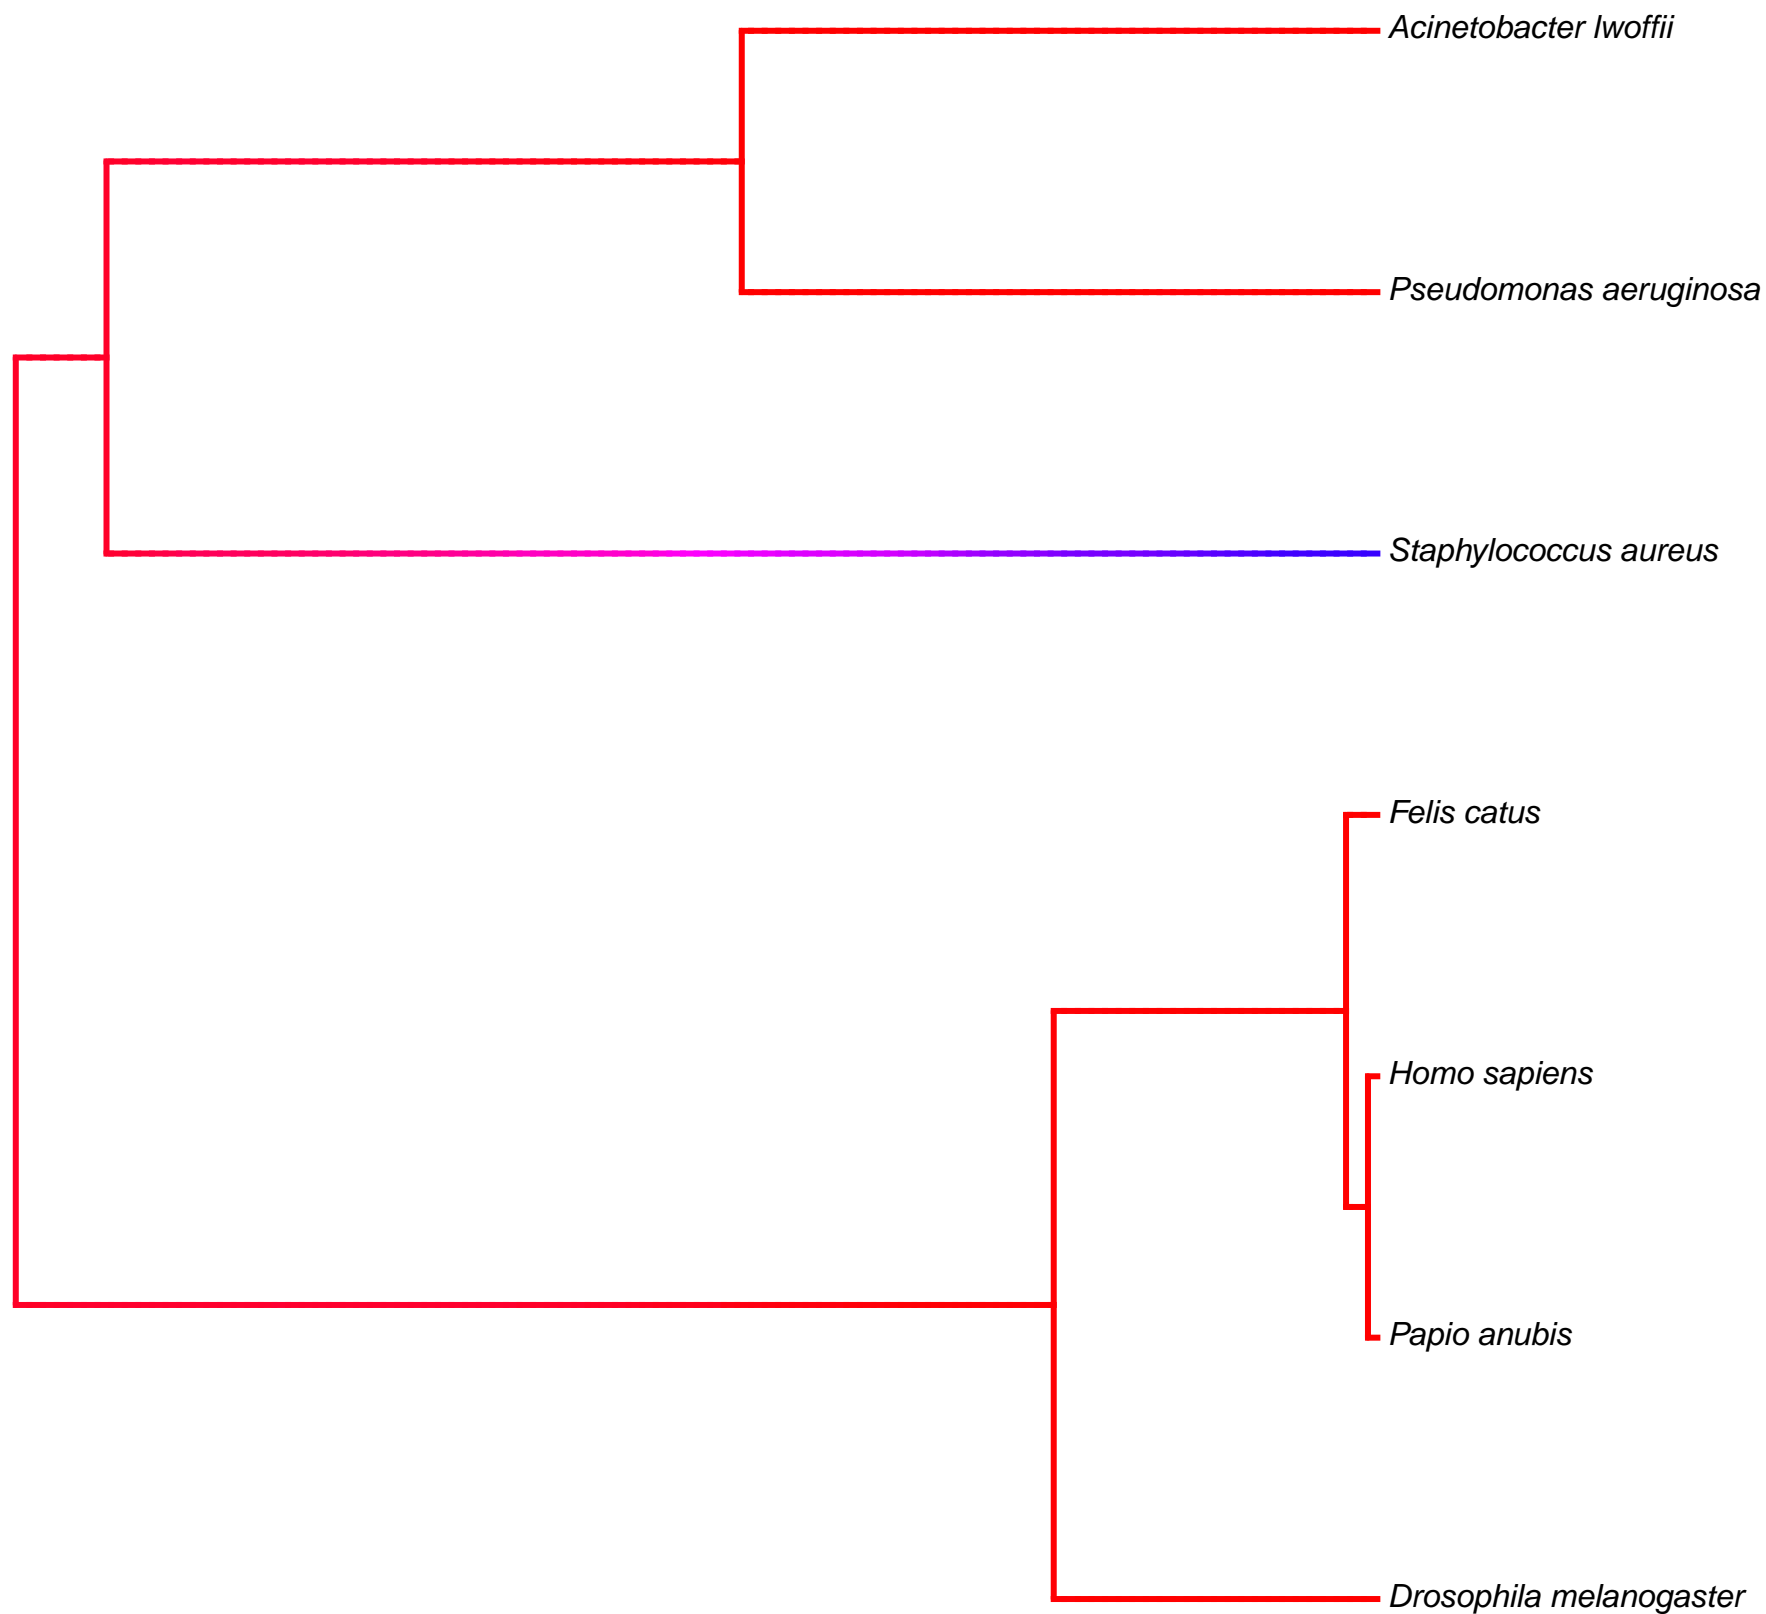 Acinetobacter lwoffii
Pseudomonas aeruginosa
Staphylococcus aureus
Felis catus
Homo sapiens
Papio anubis
Drosophila melanogaster